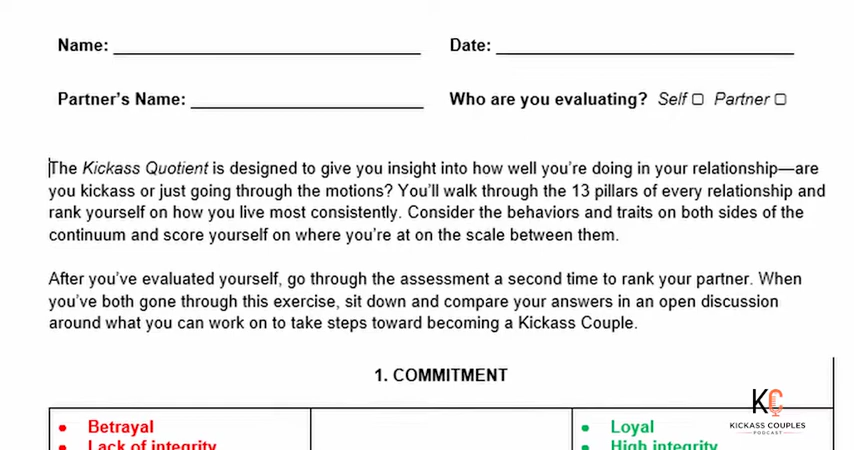 Name: Date:
Partner's Name: Who are you evaluating? Self Partner
The Kickass Quotient is designed to give you insight into how well you're doing in your relationship—are
you kickass or just going through the motions? You'll walk through the 13 pillars of every relationship and
rank yourself on how you live most consistently. Consider the behaviors and traits on both sides of the
continuum and score yourself on where you're at on the scale between them.
After you've evaluated yourself, go through the assessment a second time to rank your partner. When
you've both gone through this exercise, sit down and compare your answers in an open discussion
around what you can work on to take steps toward becoming a Kickass Couple.
1. COMMITMENT
• Betrayal • Loyal
• Lack of integrity • High integrity
KC
KICKASS COUPLES
PODCAST